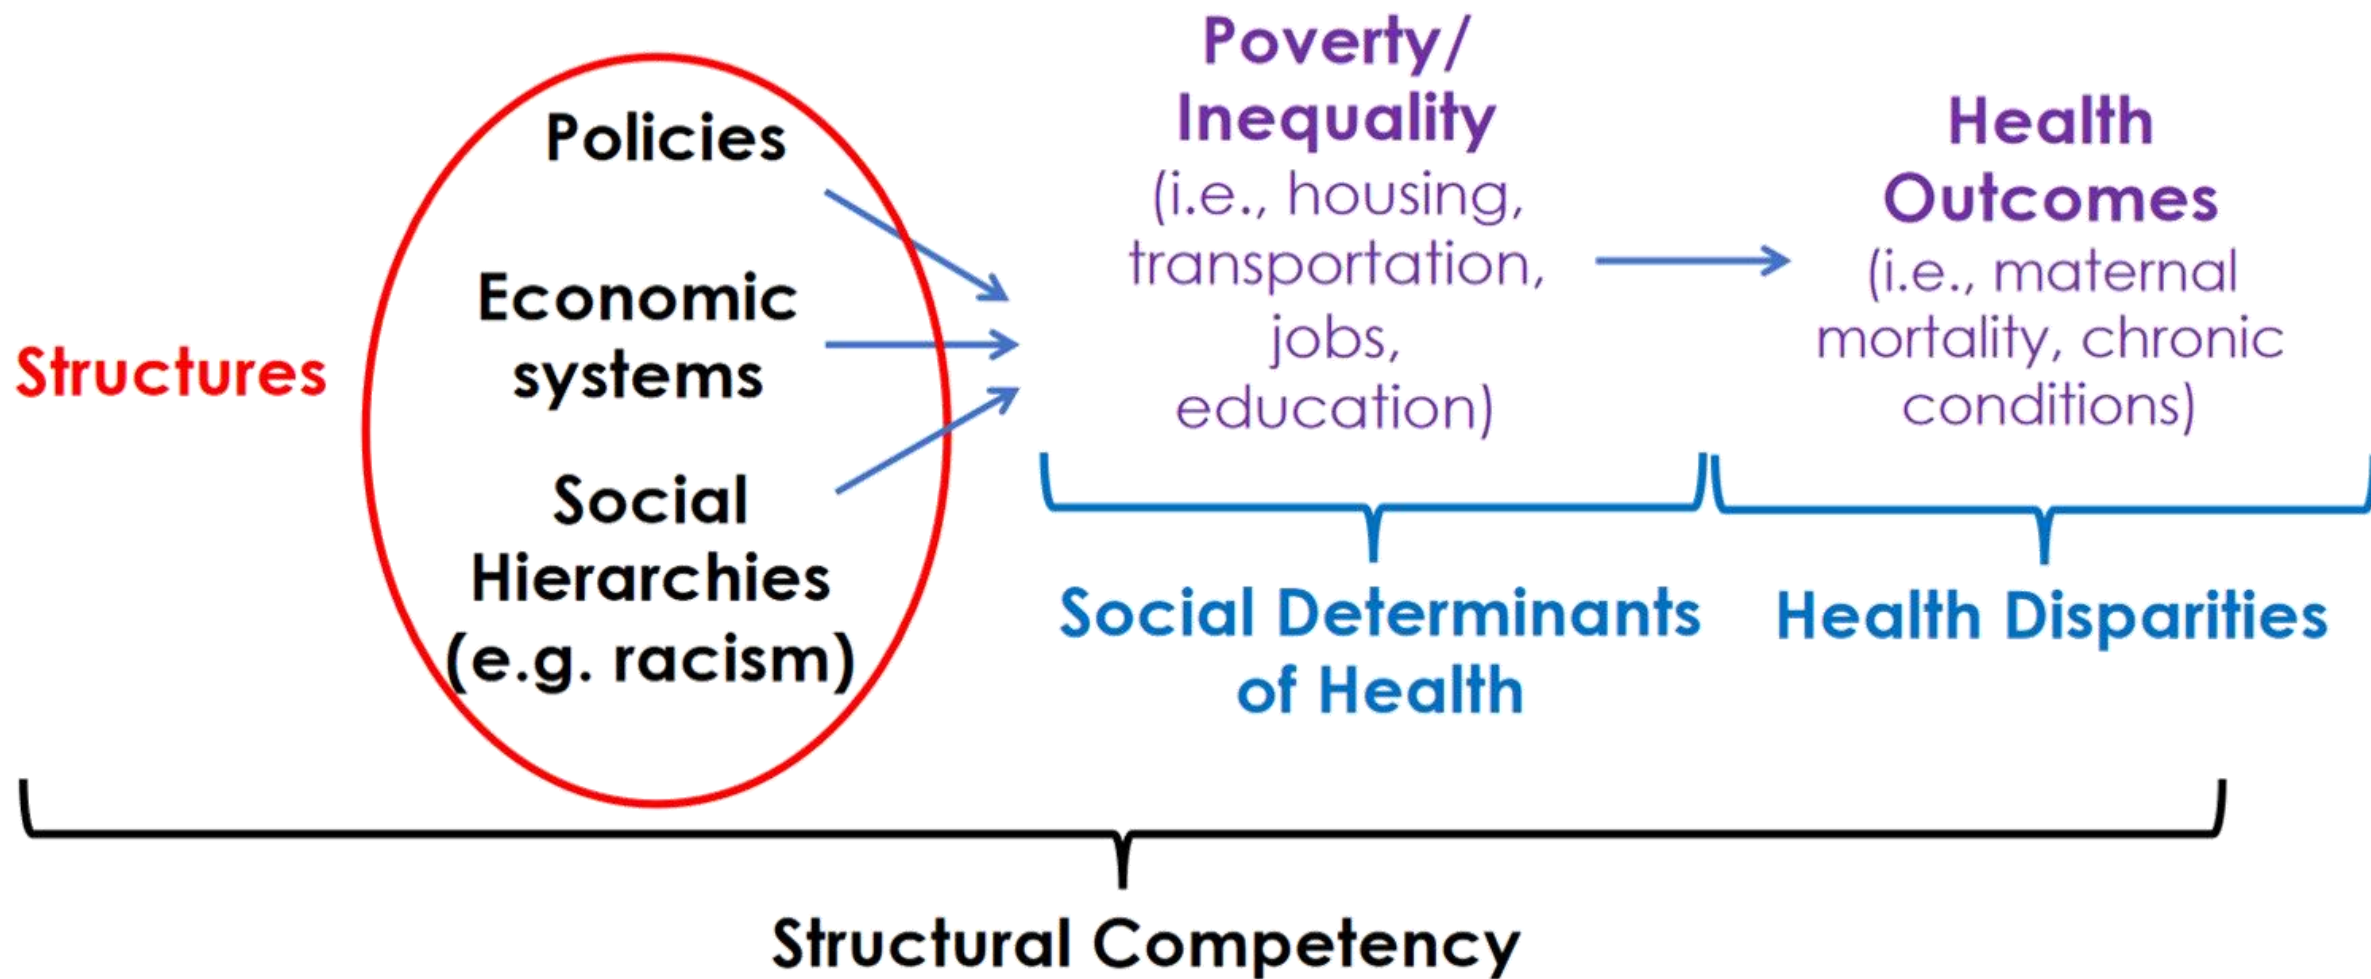 Structures
Policies
Economic
systems
Social
Hierarchies
(e.g. racism)
Poverty/
Inequality
(i.e., housing,
transportation,
jobs,
education)
Health
Outcomes
(i.e., maternal
mortality, chronic
conditions)
Social Determinants
of Health
Health Disparities
Structural Competency